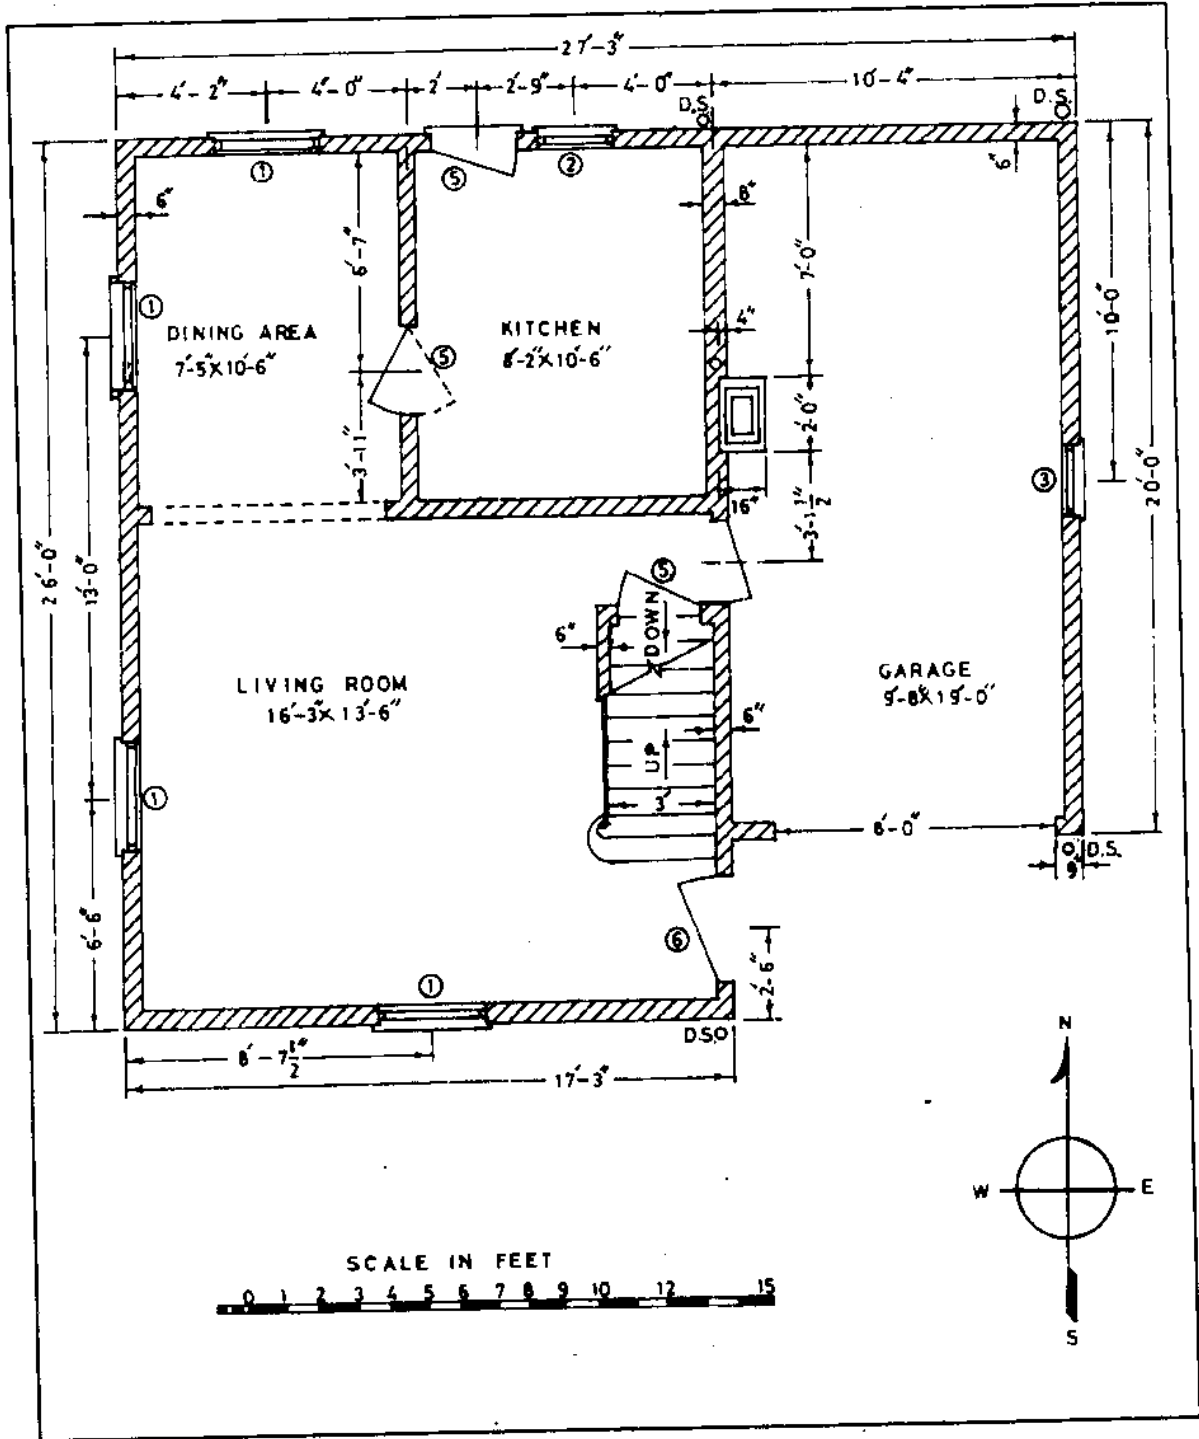 27'-3"
4'-2" 4'-0" 2' 2'-9" 4'-0" 10'-4"
D.S. D.S.
① ⑤ ②
6" 8" 6"
6'-7" 7'-0"
①
10'-0"
DINING AREA
7'-5"X10'-6"
KITCHEN
8'-2"X10'-6"
4"
⑤
2'-0"
3'-11"
16"
3'-1 1/2"
③
20'-0"
26'-0"
13'-0"
⑤
DOWN
6"
LIVING ROOM
16'-3"X13'-6"
GARAGE
9'-8"X19'-0"
6"
UP
①
3'
8'-0"
D.S.
9"
6'-6"
⑥
2'-6"
①
D.S.
8'-7 1/2"
17'-3"
N
W E
S
SCALE IN FEET
0 1 2 3 4 5 6 7 8 9 10 12 15